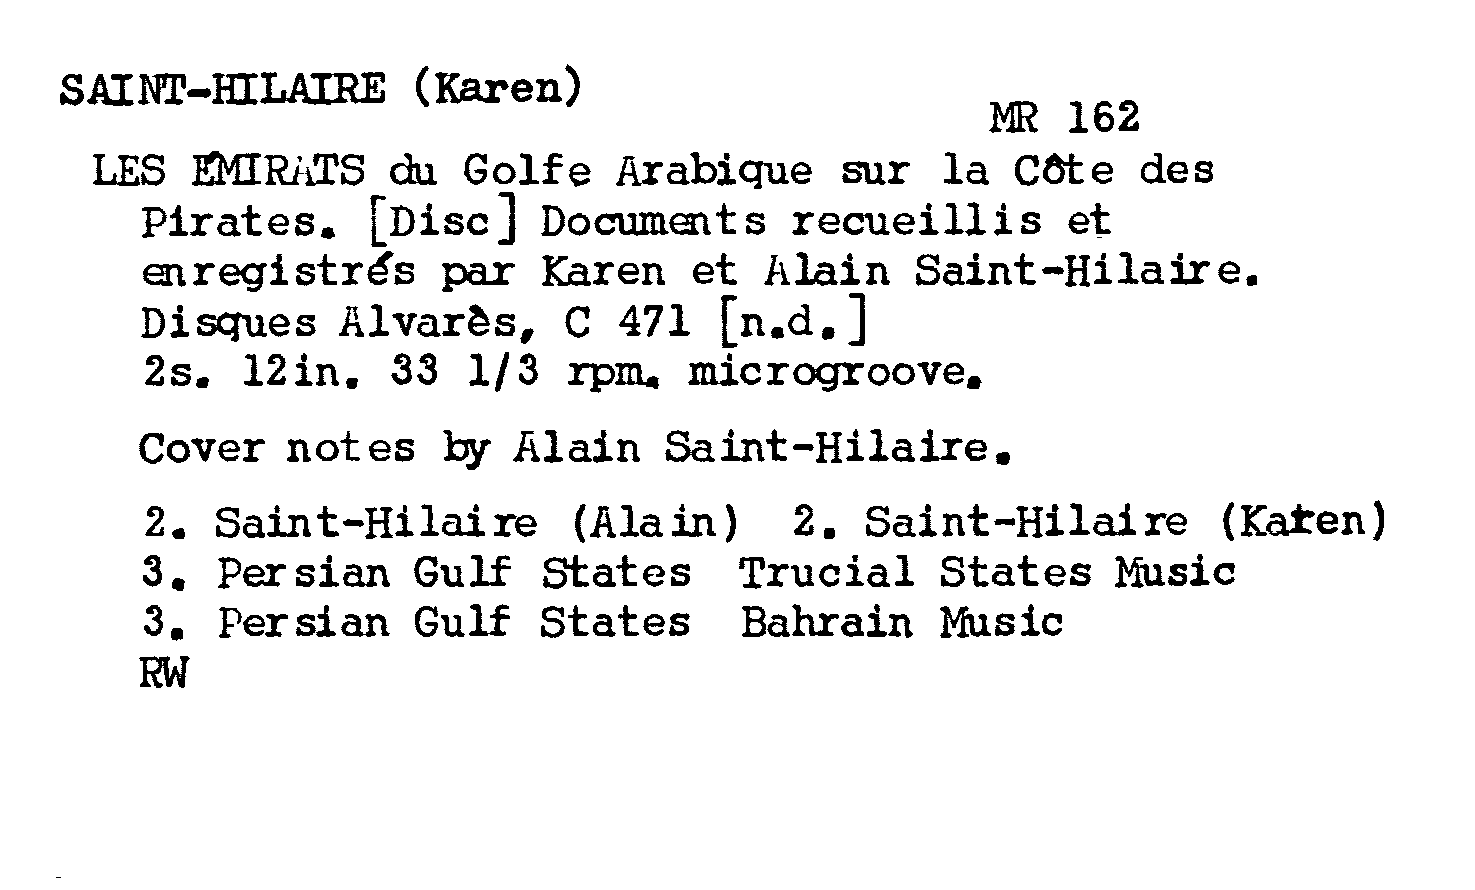 SAINT-HILAIRE (Karen)
MR 162
LES ÉMIRATS du Golfe Arabique sur la Côte des
Pirates. [Disc] Documents recueillis et
enregistrés par Karen et Alain Saint-Hilaire.
Disques Alvarès, C 471 [n.d.]
2s. 12in. 33 1/3 rpm. microgroove.
Cover notes by Alain Saint-Hilaire.
2. Saint-Hilaire (Alain) 2. Saint-Hilaire (Karen)
3. Persian Gulf States Trucial States Music
3. Persian Gulf States Bahrain Music
RW